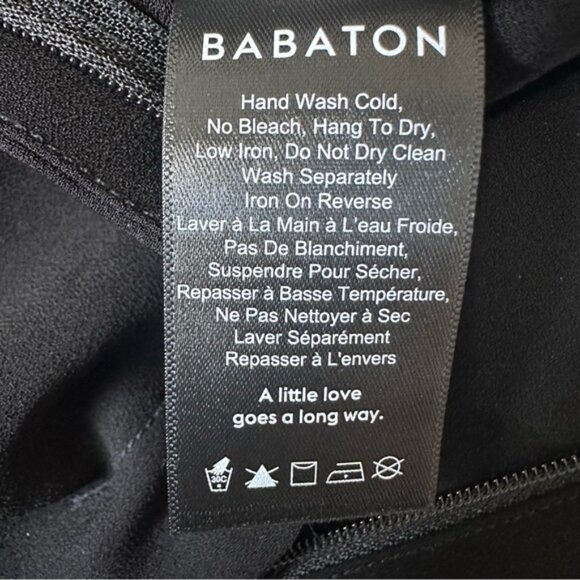 BABATON
Hand Wash Cold,
No Bleach, Hang To Dry,
Low Iron, Do Not Dry Clean
Wash Separately
Iron On Reverse
Laver à La Main à L'eau Froide,
Pas De Blanchiment,
Suspendre Pour Sécher,
Repasser à Basse Température,
Ne Pas Nettoyer à Sec
Laver Séparément
Repasser à L'envers
A little love
goes a long way.
30C